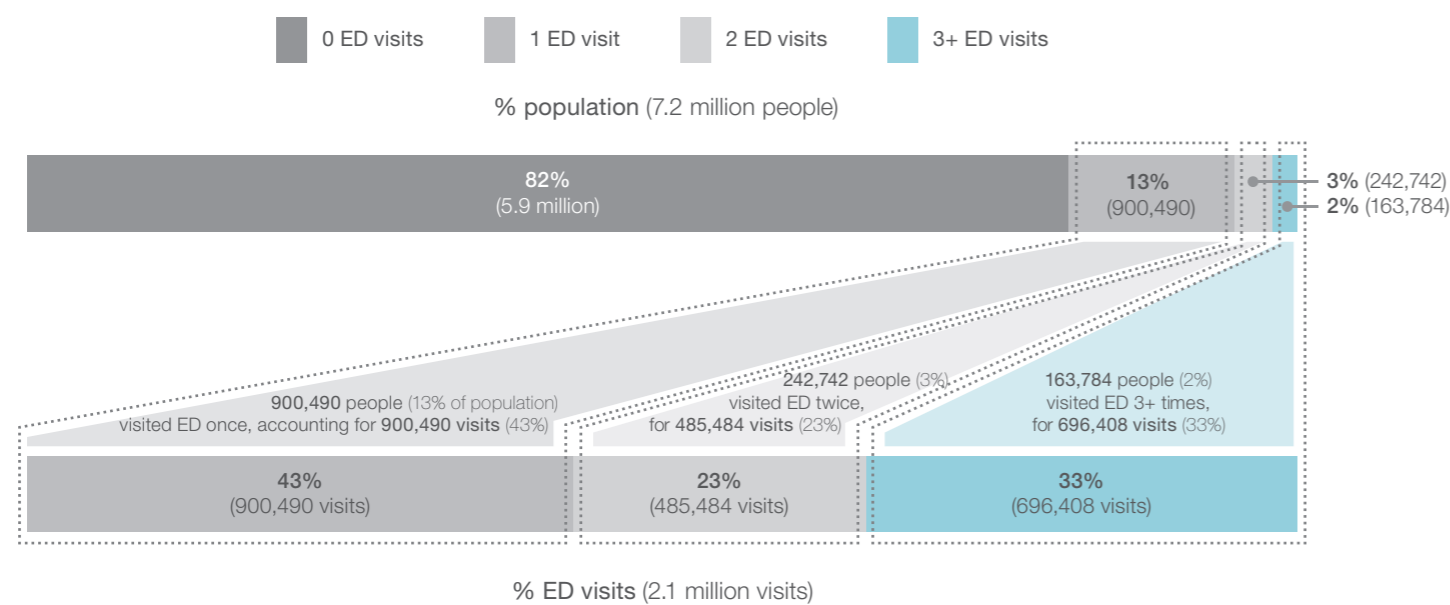 0 ED visits
1 ED visit
2 ED visits
3+ ED visits
% population (7.2 million people)
82%
(5.9 million)
13%
(900,490)
3% (242,742)
2% (163,784)
900,490 people (13% of population)
visited ED once, accounting for 900,490 visits (43%)
242,742 people (3%)
visited ED twice,
for 485,484 visits (23%)
163,784 people (2%)
visited ED 3+ times,
for 696,408 visits (33%)
43%
(900,490 visits)
23%
(485,484 visits)
33%
(696,408 visits)
% ED visits (2.1 million visits)